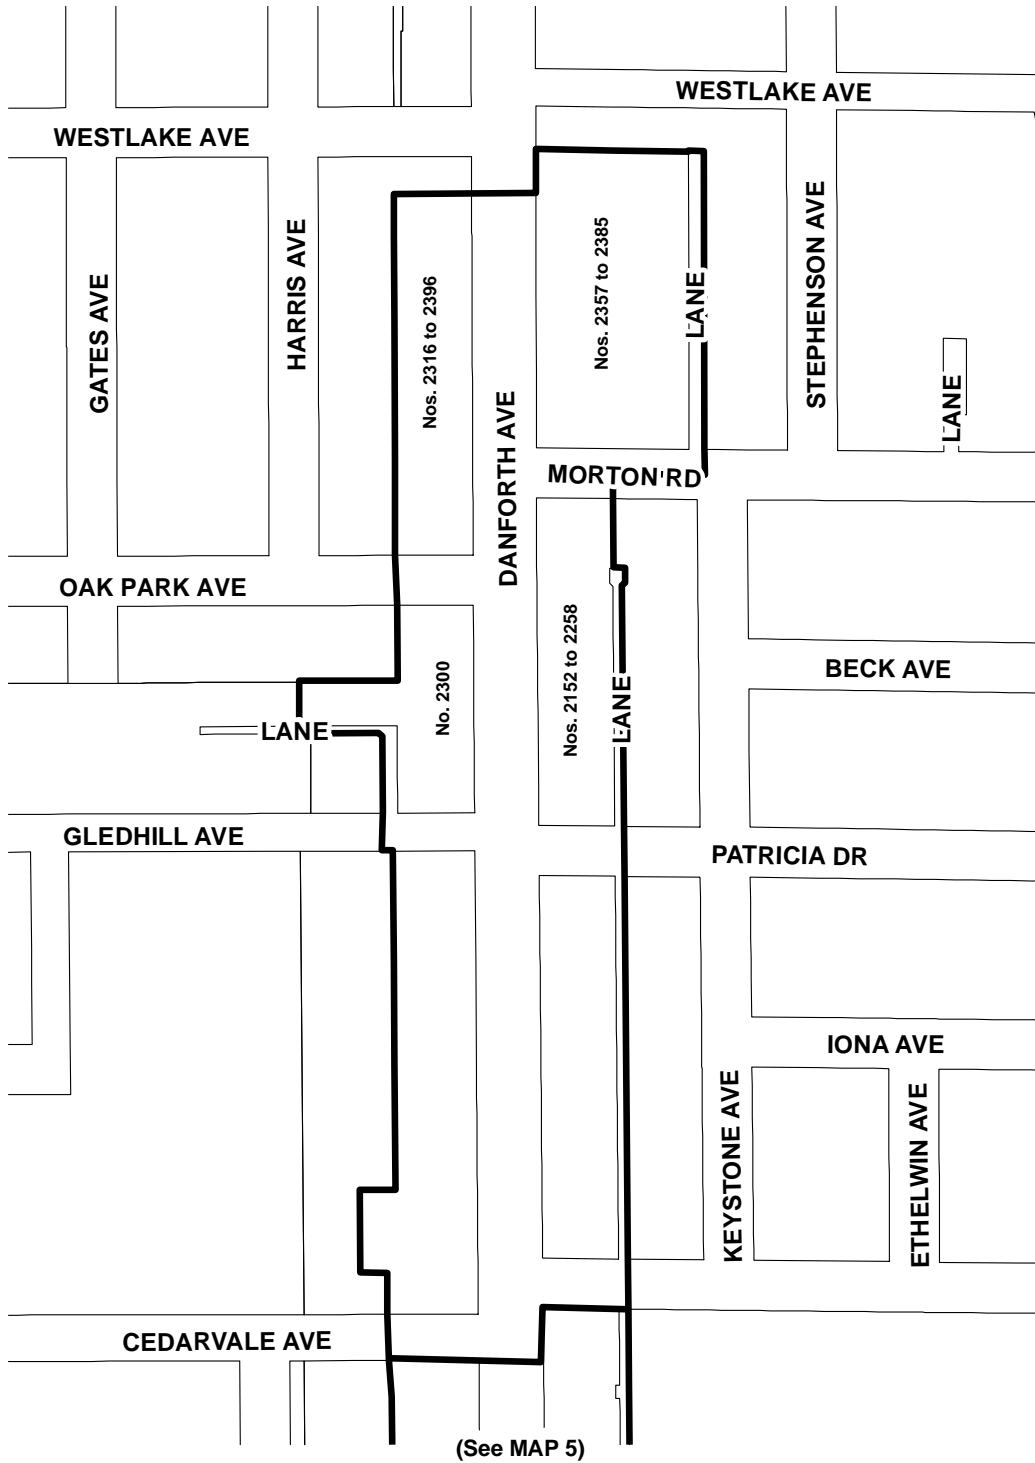 WESTLAKE AVE
WESTLAKE AVE
STEPHENSON AVE
HARRIS AVE
GATES AVE
Nos. 2357 to 2385
Nos. 2316 to 2396
LANE
LANE
DANFORTH AVE
MORTON RD
OAK PARK AVE
Nos. 2152 to 2258
No. 2300
BECK AVE
LANE
LANE
GLEDHILL AVE
PATRICIA DR
IONA AVE
KEYSTONE AVE
ETHELWIN AVE
CEDARVALE AVE
(See MAP 5)